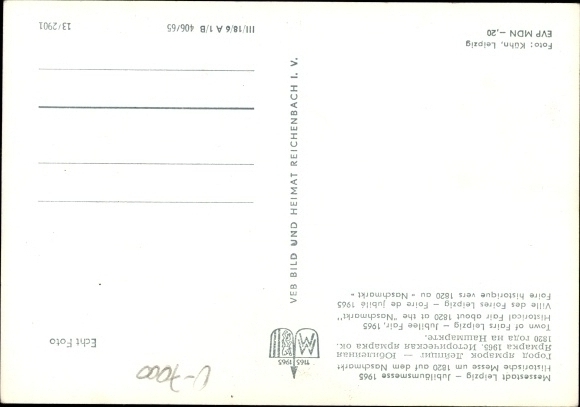 Messestadt Leipzig — Jubiläumsmesse 1965
Historische Messe um 1820 auf dem Naschmarkt
Город ярмарок Лейпциг — Юбилейная
Ярмарка 1965. Историческая ярмарка ок.
1820 года на Нашмаркте.
Town of Fairs Leipzig — Jubilee Fair, 1965
Historical Fair about 1820 at the "Naschmarkt"
Ville des Foires Leipzig — Foire de jubilé 1965
Foire historique vers 1820 au « Naschmarkt »
Foto: Kühn, Leipzig
EVP MDN —,20
1165
1965
VEB BILD UND HEIMAT REICHENBACH I. V.
Echt Foto
III/18/6 A 1/B 406/65
13/2901
U-7000